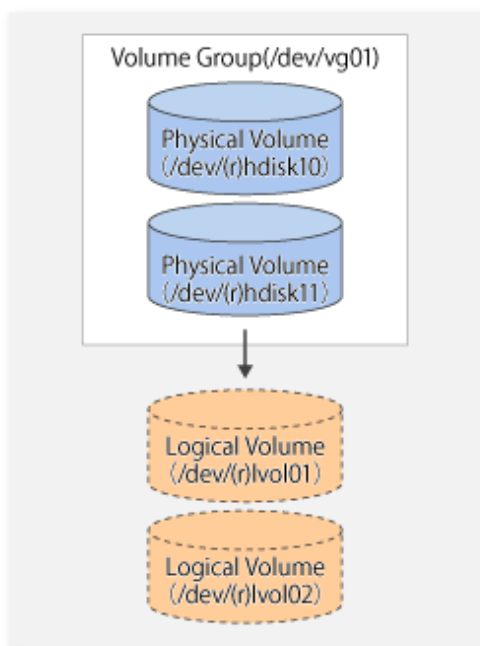 Volume Group(/dev/vg01)
Physical Volume
(/dev/(r)hdisk10)
Physical Volume
(/dev/(r)hdisk11)
Logical Volume
(/dev/(r)lvol01)
Logical Volume
(/dev/(r)lvol02)